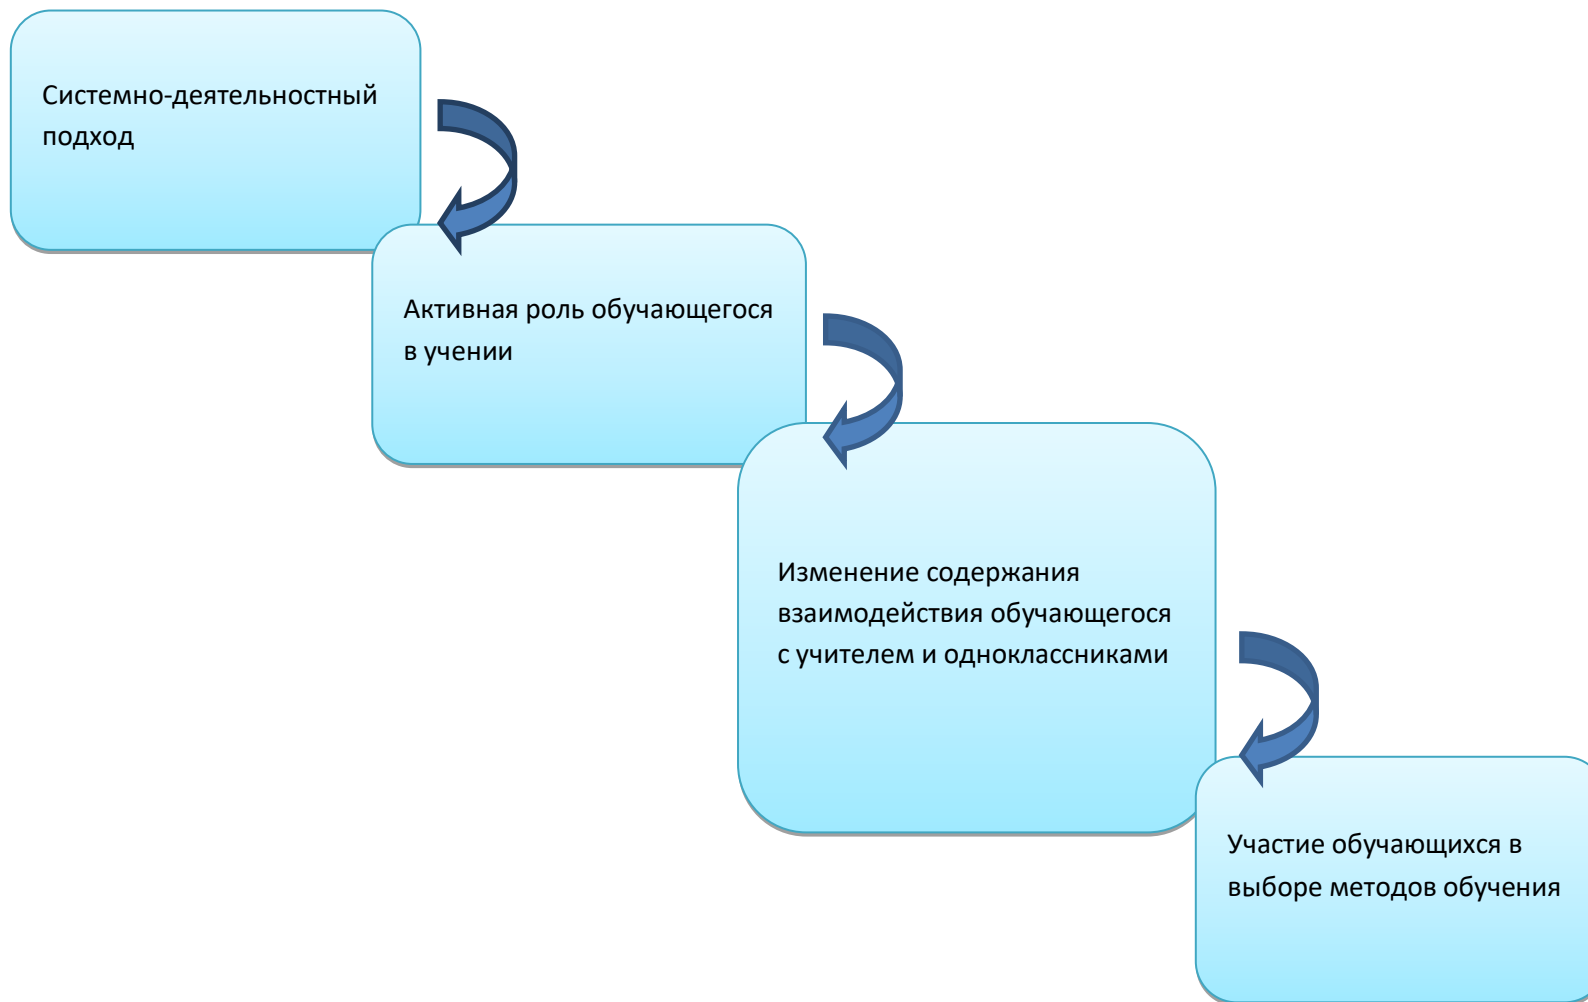 Системно-деятельностный
подход
Активная роль обучающегося
в учении
Изменение содержания
взаимодействия обучающегося
с учителем и одноклассниками
Участие обучающихся в
выборе методов обучения